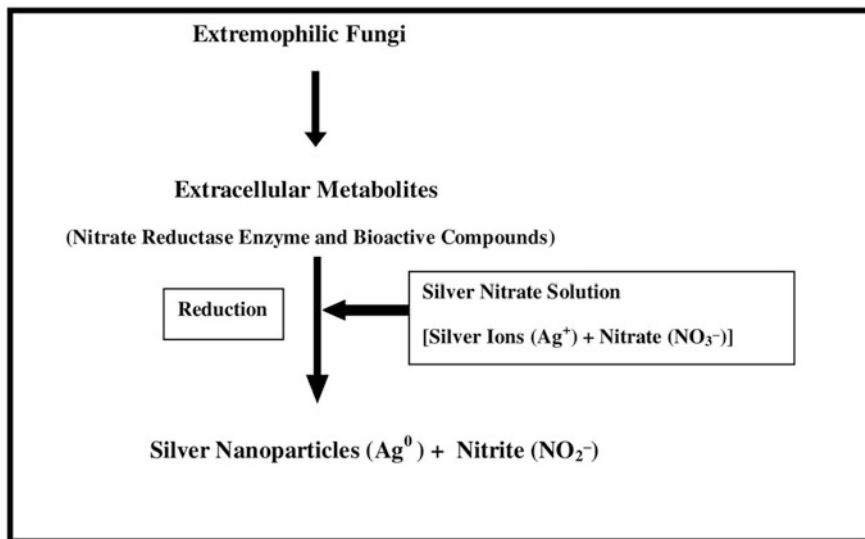 Extremophilic Fungi
Extracellular Metabolites
(Nitrate Reductase Enzyme and Bioactive Compounds)
Reduction
Silver Nitrate Solution
[Silver Ions (Ag⁺) + Nitrate (NO₃⁻)]
Silver Nanoparticles (Ag⁰ ) + Nitrite (NO₂⁻)